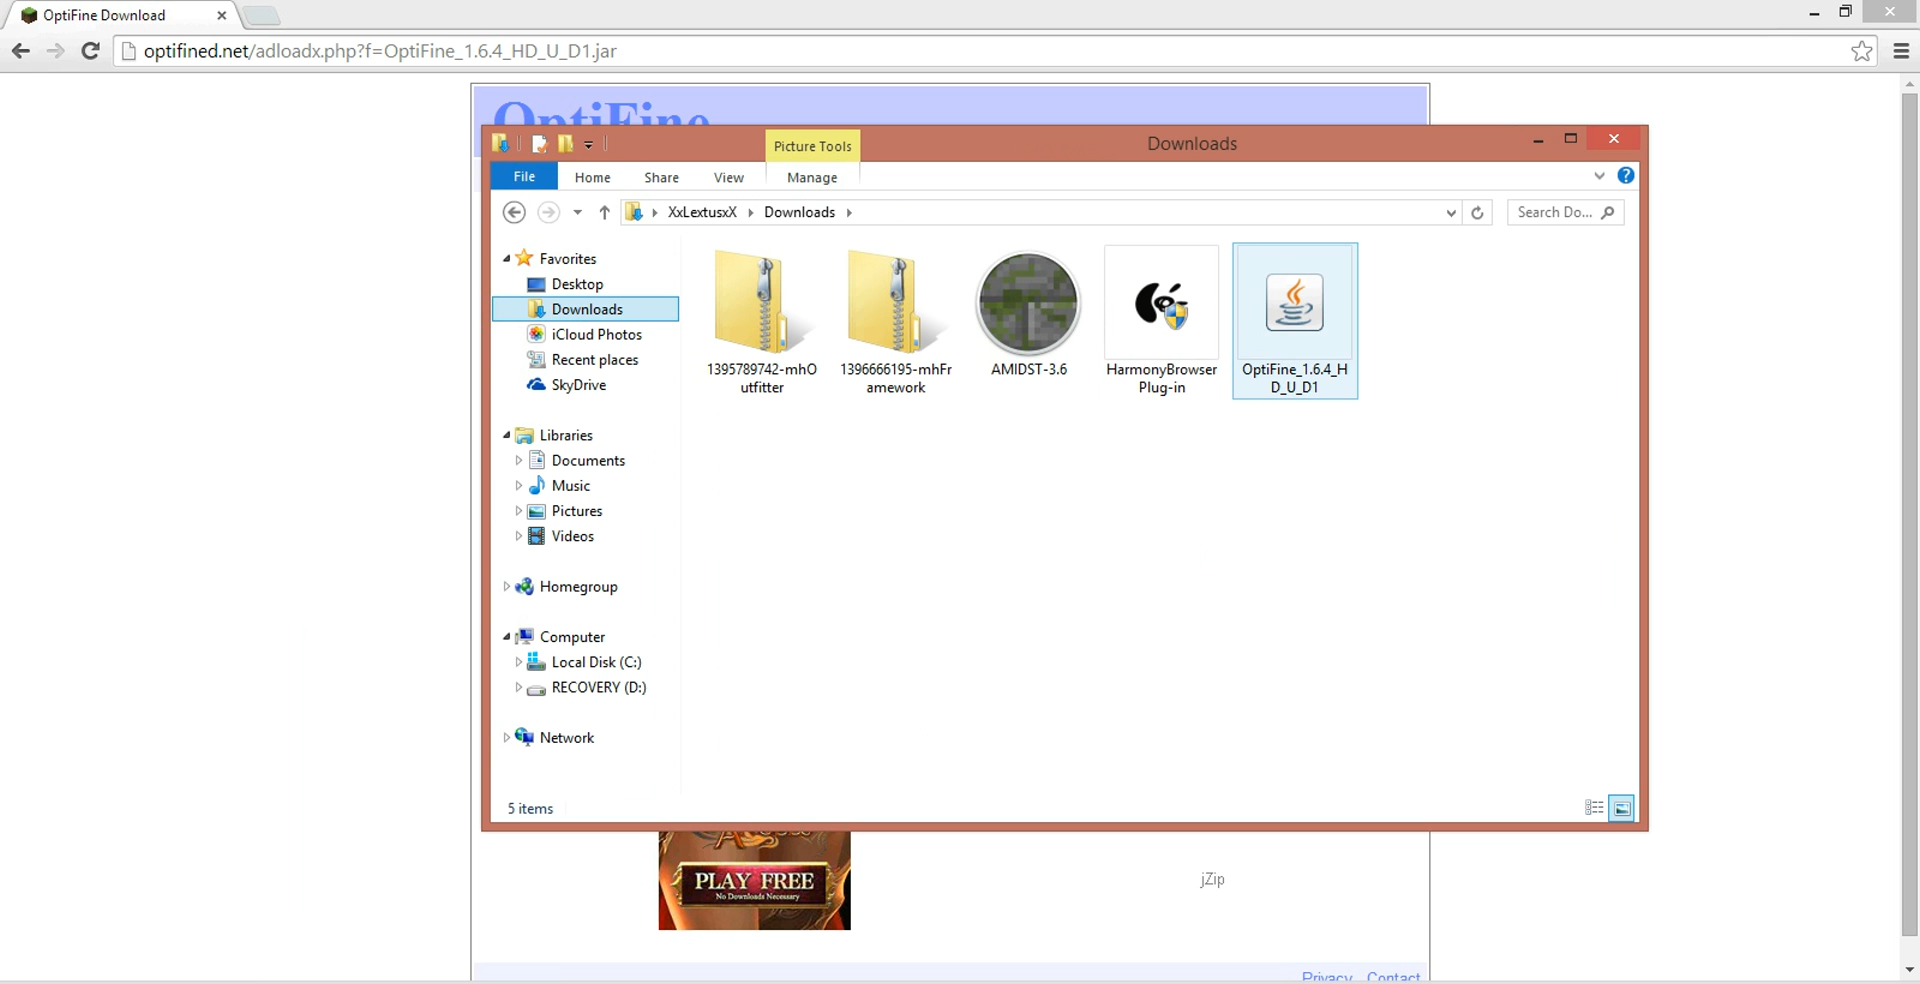 OptiFine Download
optifined.net/adloadx.php?f=OptiFine_1.6.4_HD_U_D1.jar
OptiFine
Picture Tools
Downloads
File
Home
Share
View
Manage
XxLextusxX
Downloads
Search Do...
Favorites
Desktop
Downloads
iCloud Photos
Recent places
SkyDrive
Libraries
Documents
Music
Pictures
Videos
Homegroup
Computer
Local Disk (C:)
RECOVERY (D:)
Network
1395789742-mhO
utfitter
1396666195-mhFr
amework
AMIDST-3.6
HarmonyBrowser
Plug-in
OptiFine_1.6.4_H
D_U_D1
5 items
PLAY FREE
No Downloads Necessary
jZip
Privacy
Contact